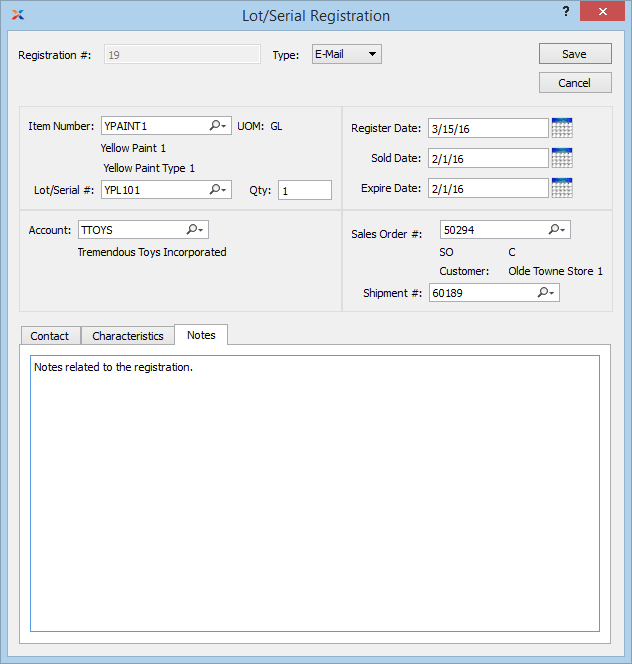 Lot/Serial Registration
?
x
Registration #: 19 Type: E-Mail Save
Cancel
Item Number: YPAINT1 UOM: GL
Yellow Paint 1
Yellow Paint Type 1
Lot/Serial #: YPL101 Qty: 1
Register Date: 3/15/16
Sold Date: 2/1/16
Expire Date: 2/1/16
Account: TTOYS
Tremendous Toys Incorporated
Sales Order #: 50294
SO C
Customer: Olde Towne Store 1
Shipment #: 60189
Contact Characteristics Notes
Notes related to the registration.